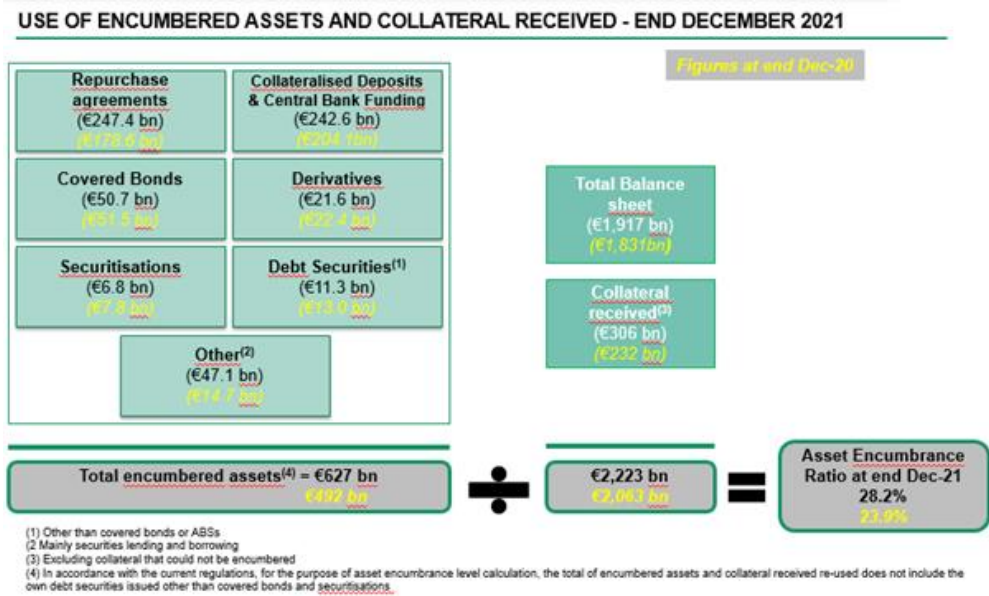 USE OF ENCUMBERED ASSETS AND COLLATERAL RECEIVED - END DECEMBER 2021
Figures at end Dec-20
Repurchase
agreements
(€247.4 bn)
(€178.6 bn)
Collateralised Deposits
& Central Bank Funding
(€242.6 bn)
(€204.1bn)
Covered Bonds
(€50.7 bn)
(€51.5 bn)
Derivatives
(€21.6 bn)
(€22.4 bn)
Securitisations
(€6.8 bn)
(€7.8 bn)
Debt Securities(1)
(€11.3 bn)
(€13.0 bn)
Other(2)
(€47.1 bn)
(€14.7 bn)
Total Balance
sheet
(€1,917 bn)
(€1,831bn)
Collateral
received(3)
(€306 bn)
(€232 bn)
Total encumbered assets(4) = €627 bn
€492 bn
÷
€2,223 bn
€2,063 bn
=
Asset Encumbrance
Ratio at end Dec-21
28.2%
23.9%
(1) Other than covered bonds or ABSs
(2 Mainly securities lending and borrowing
(3) Excluding collateral that could not be encumbered
(4) In accordance with the current regulations, for the purpose of asset encumbrance level calculation, the total of encumbered assets and collateral received re-used does not include the
own debt securities issued other than covered bonds and securitisations